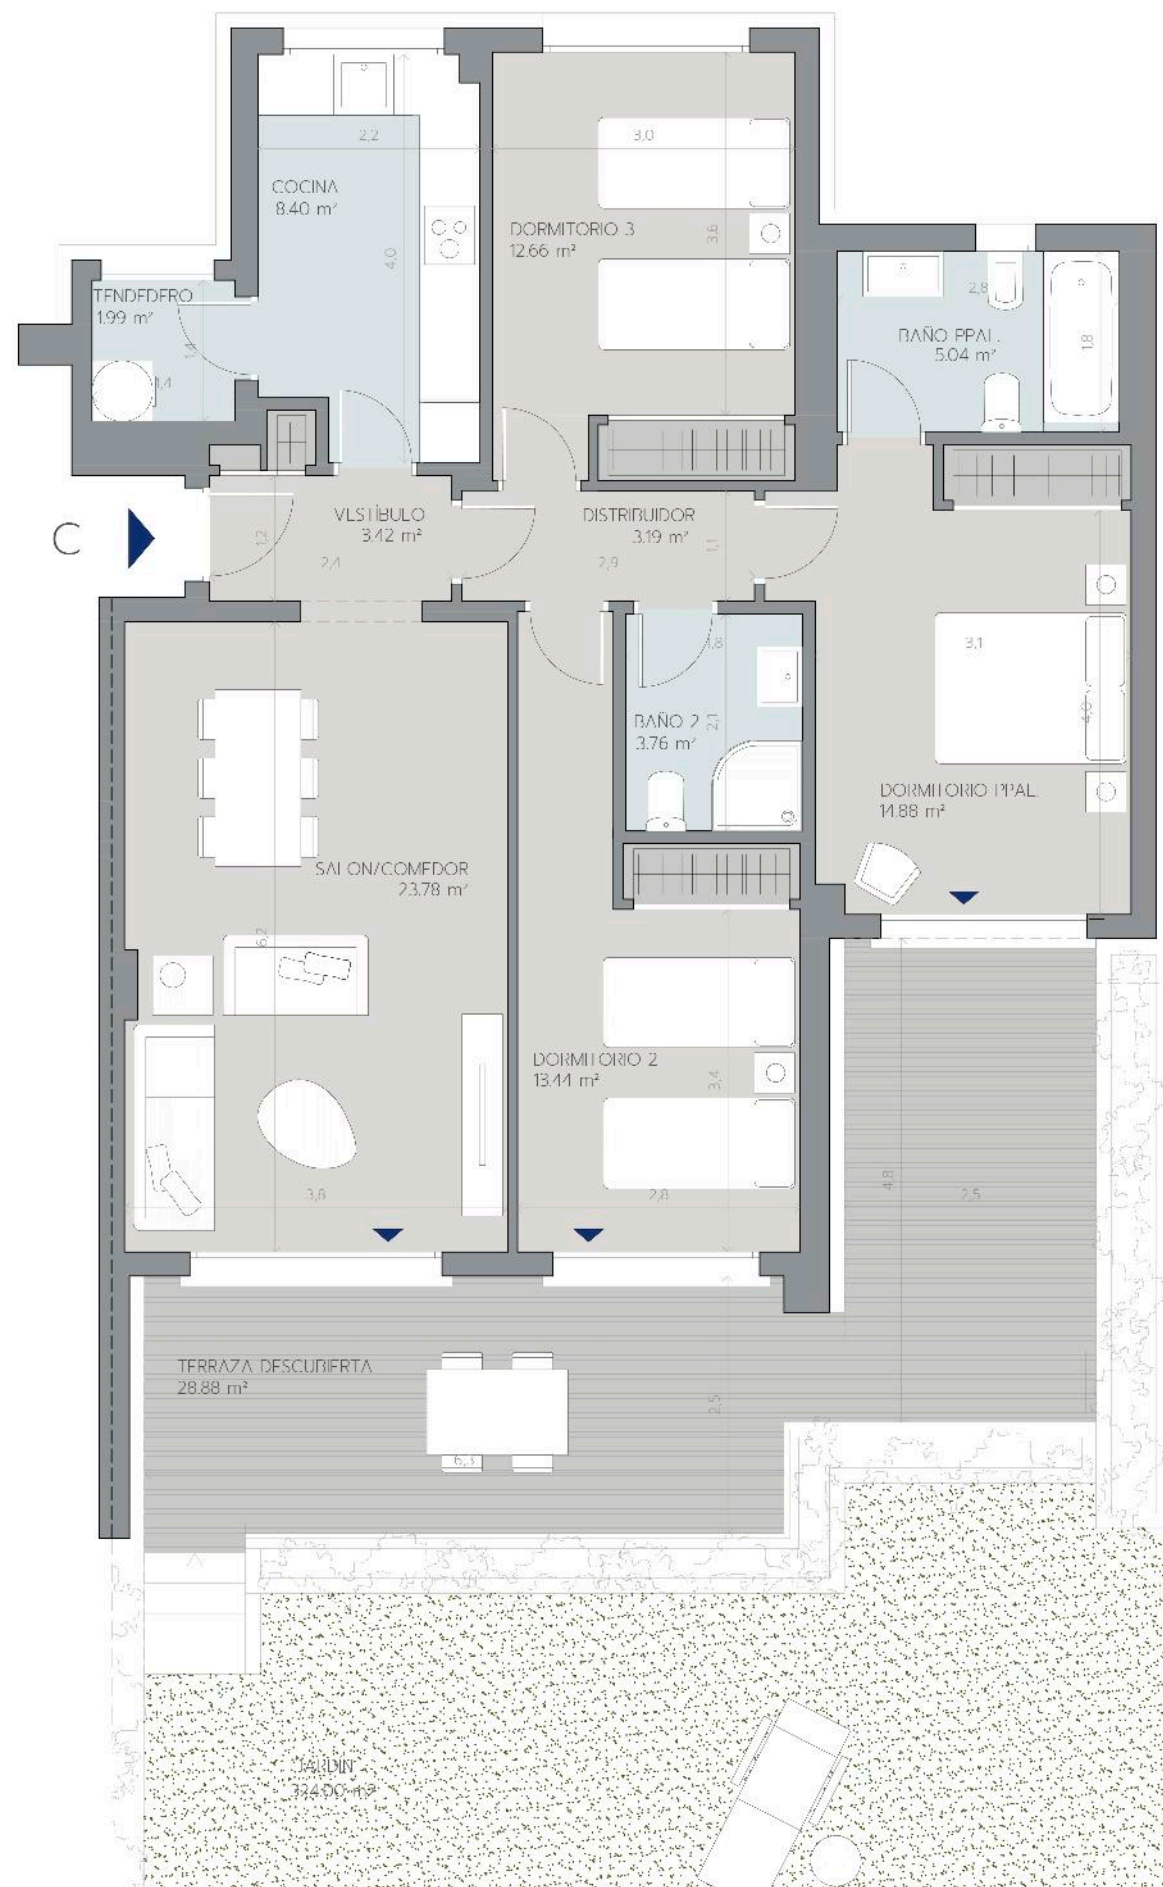 2,2
3,0
COCINA
8.40 m²
4,0
DORMITORIO 3
12.66 m²
3,6
TENDEDERO
1.99 m²
1,4
1,4
2,8
BAÑO PPAL.
5.04 m²
1,8
C
VESTÍBULO
3.42 m²
1,2
2,4
DISTRIBUIDOR
3.19 m²
1,1
2,9
1,8
BAÑO 2
3.76 m²
2,1
3,1
4,0
DORMITORIO PPAL.
14.88 m²
SALON/COMEDOR
23.78 m²
6,2
DORMITORIO 2
13.44 m²
3,4
3,8
2,8
4,8
2,5
TERRAZA DESCUBIERTA
28.88 m²
2,5
6,3
JARDIN